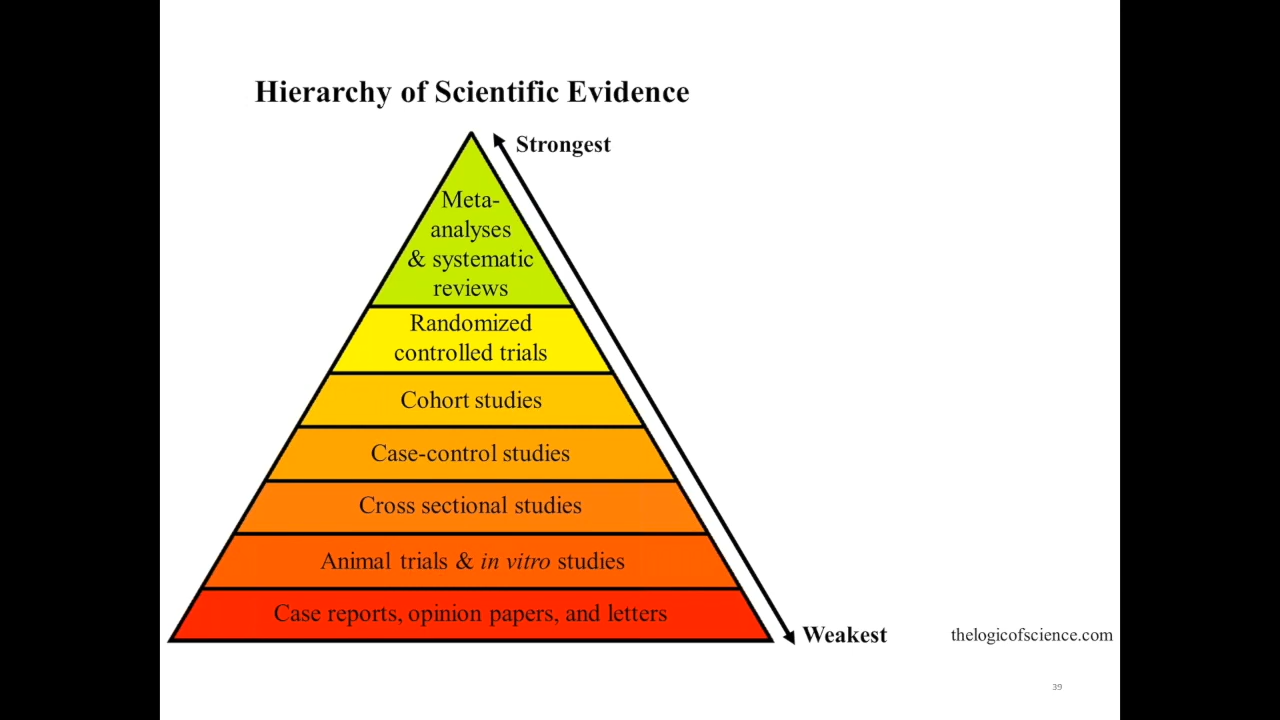 Hierarchy of Scientific Evidence
Strongest
Meta-
analyses
& systematic
reviews
Randomized
controlled trials
Cohort studies
Case-control studies
Cross sectional studies
Animal trials & in vitro studies
Case reports, opinion papers, and letters
Weakest
thelogicofscience.com
39